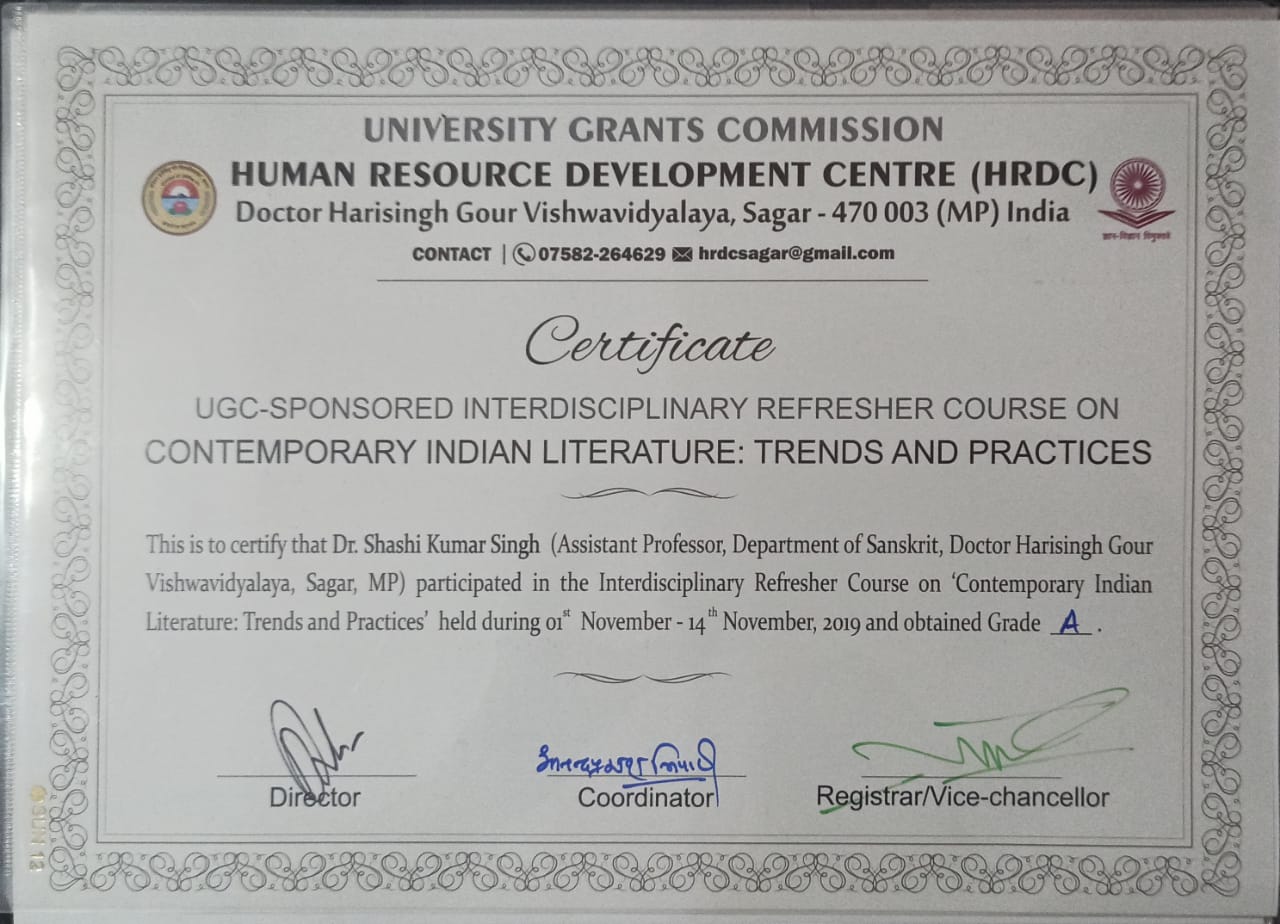 UNIVERSITY GRANTS COMMISSION
HUMAN RESOURCE DEVELOPMENT CENTRE (HRDC)
Doctor Harisingh Gour Vishwavidyalaya, Sagar - 470 003 (MP) India
ज्ञान-विज्ञान विमुक्तये
CONTACT | 07582-264629 hrdcsagar@gmail.com
Certificate
UGC-SPONSORED INTERDISCIPLINARY REFRESHER COURSE ON
CONTEMPORARY INDIAN LITERATURE: TRENDS AND PRACTICES
This is to certify that Dr. Shashi Kumar Singh (Assistant Professor, Department of Sanskrit, Doctor Harisingh Gour
Vishwavidyalaya, Sagar, MP) participated in the Interdisciplinary Refresher Course on ‘Contemporary Indian
Literature: Trends and Practices’ held during 01st November - 14th November, 2019 and obtained Grade A .
Director
Coordinator
Registrar/Vice-chancellor